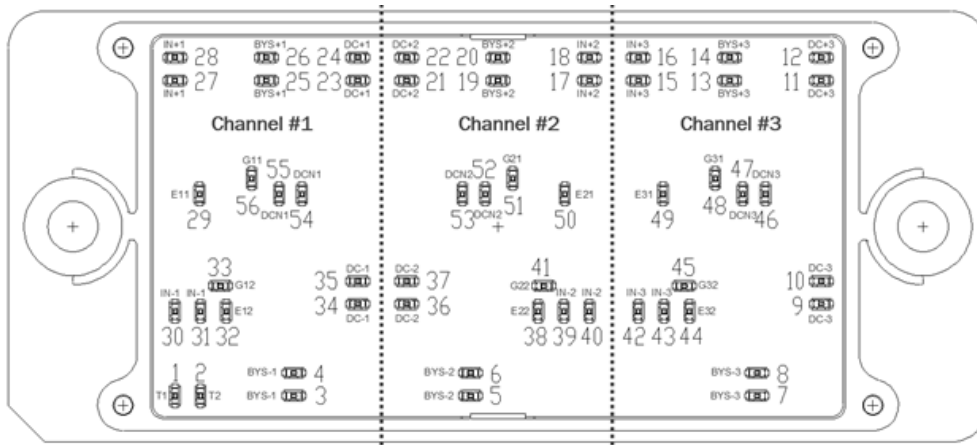 IN+1 28 BYS+1 26 24 DC+1 DC+2 22 20 BYS+2 18 IN+2 IN+3 16 14 BYS+3 12 DC+3
IN+1 27 BYS+1 25 23 DC+1 DC+2 21 19 BYS+2 17 IN+2 IN+3 15 13 BYS+3 11 DC+3
Channel #1 Channel #2 Channel #3
G11 55 DCN1 DCN2 52 G21 G31 47 DCN3
E11 E21 E31
29 56 DCN1 54 53 DCN2 51 50 49 48 DCN3 46
33 35 DC-1 DC-2 37 41 45 10 DC-3
G12 G22 G32
IN-1 IN-1 E12 34 DC-1 DC-2 36 E22 IN-2 IN-2 IN-3 IN-3 E32 9 DC-3
30 31 32 38 39 40 42 43 44
1 2 BYS-1 4 BYS-2 6 BYS-3 8
T1 T2 BYS-1 3 BYS-2 5 BYS-3 7